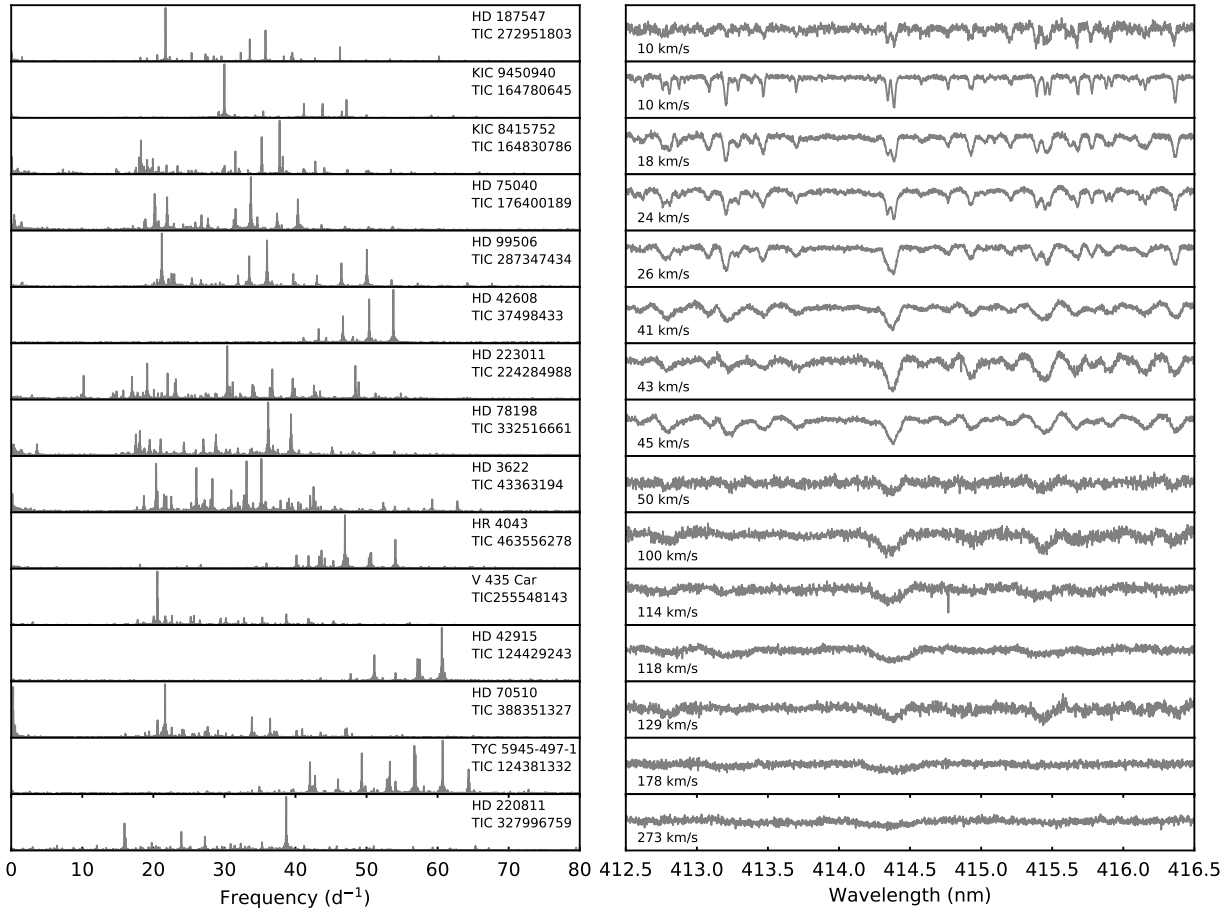 HD 187547
TIC 272951803
10 km/s
KIC 9450940
TIC 164780645
10 km/s
KIC 8415752
TIC 164830786
18 km/s
HD 75040
TIC 176400189
24 km/s
HD 99506
TIC 287347434
26 km/s
HD 42608
TIC 37498433
41 km/s
HD 223011
TIC 224284988
43 km/s
HD 78198
TIC 332516661
45 km/s
HD 3622
TIC 43363194
50 km/s
HR 4043
TIC 463556278
100 km/s
V 435 Car
TIC255548143
114 km/s
HD 42915
TIC 124429243
118 km/s
HD 70510
TIC 388351327
129 km/s
TYC 5945-497-1
TIC 124381332
178 km/s
HD 220811
TIC 327996759
273 km/s
0 10 20 30 40 50 60 70 80
Frequency (d⁻¹)
412.5 413.0 413.5 414.0 414.5 415.0 415.5 416.0 416.5
Wavelength (nm)